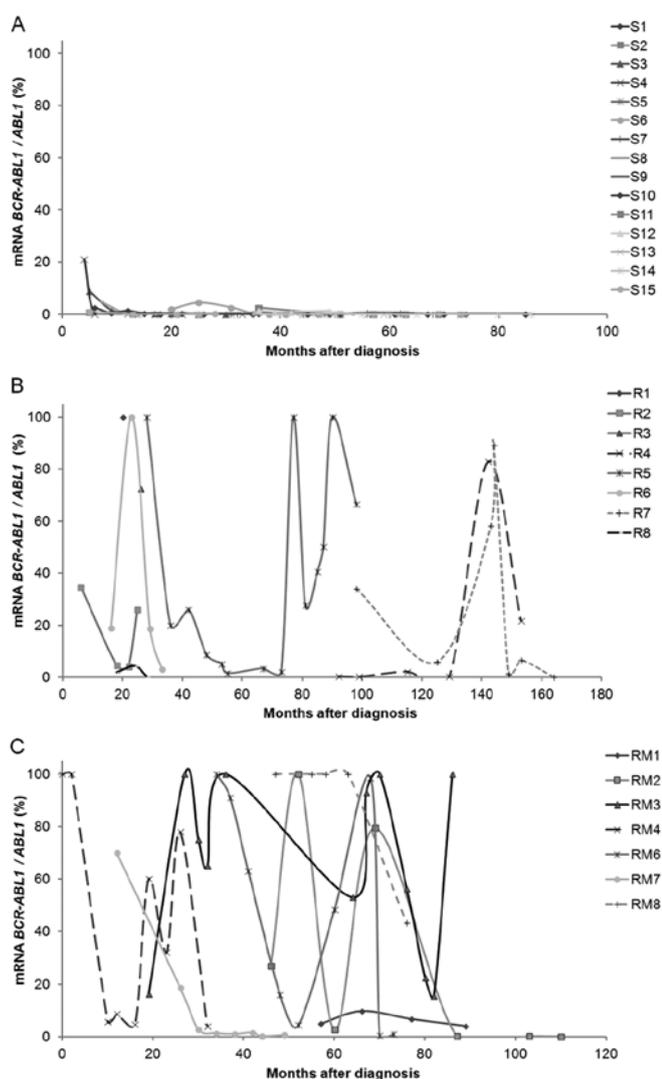 A
mRNA BCR-ABL1 / ABL1 (%)
100
80
60
40
20
0
0 20 40 60 80 100
Months after diagnosis
S1
S2
S3
S4
S5
S6
S7
S8
S9
S10
S11
S12
S13
S14
S15
B
mRNA BCR-ABL1 / ABL1 (%)
100
80
60
40
20
0
0 20 40 60 80 100 120 140 160 180
Months after diagnosis
R1
R2
R3
R4
R5
R6
R7
R8
C
mRNA BCR-ABL1 / ABL1 (%)
100
80
60
40
20
0
0 20 40 60 80 100 120
Months after diagnosis
RM1
RM2
RM3
RM4
RM6
RM7
RM8